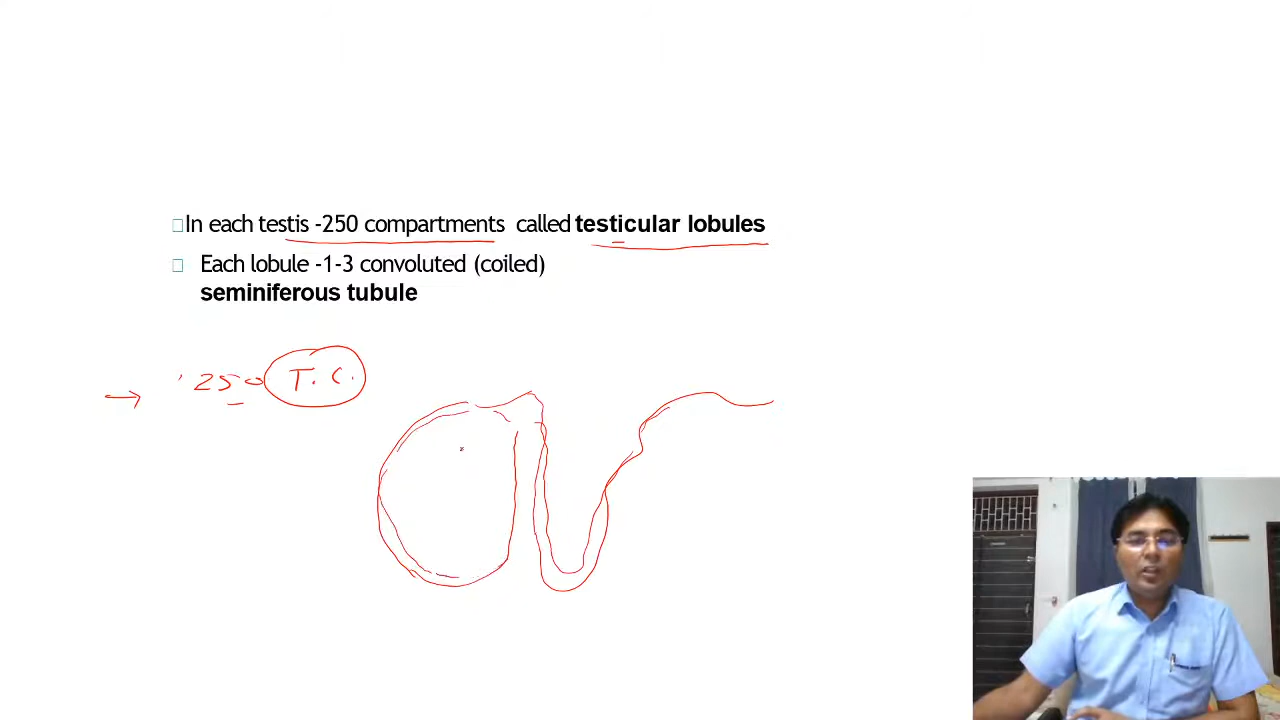 In each testis -250 compartments called testicular lobules
Each lobule -1-3 convoluted (coiled)
seminiferous tubule
→ 250 T.C.